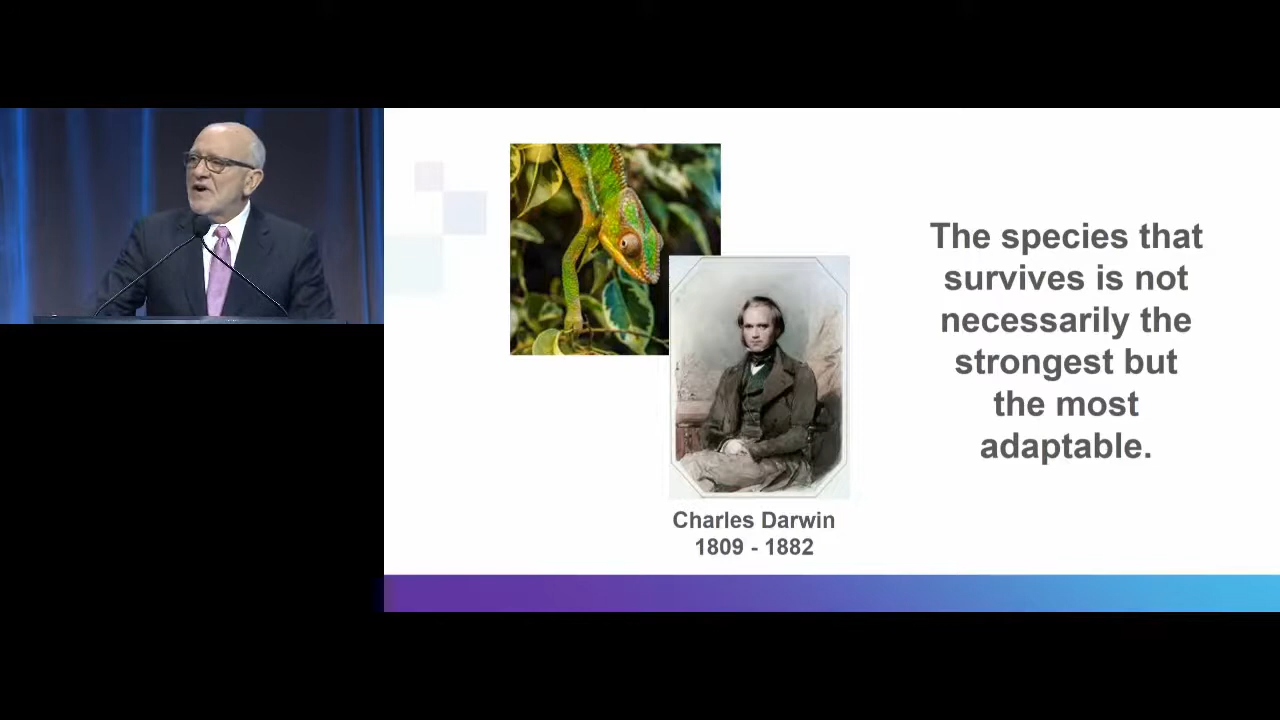 The species that
survives is not
necessarily the
strongest but
the most
adaptable.
Charles Darwin
1809 - 1882